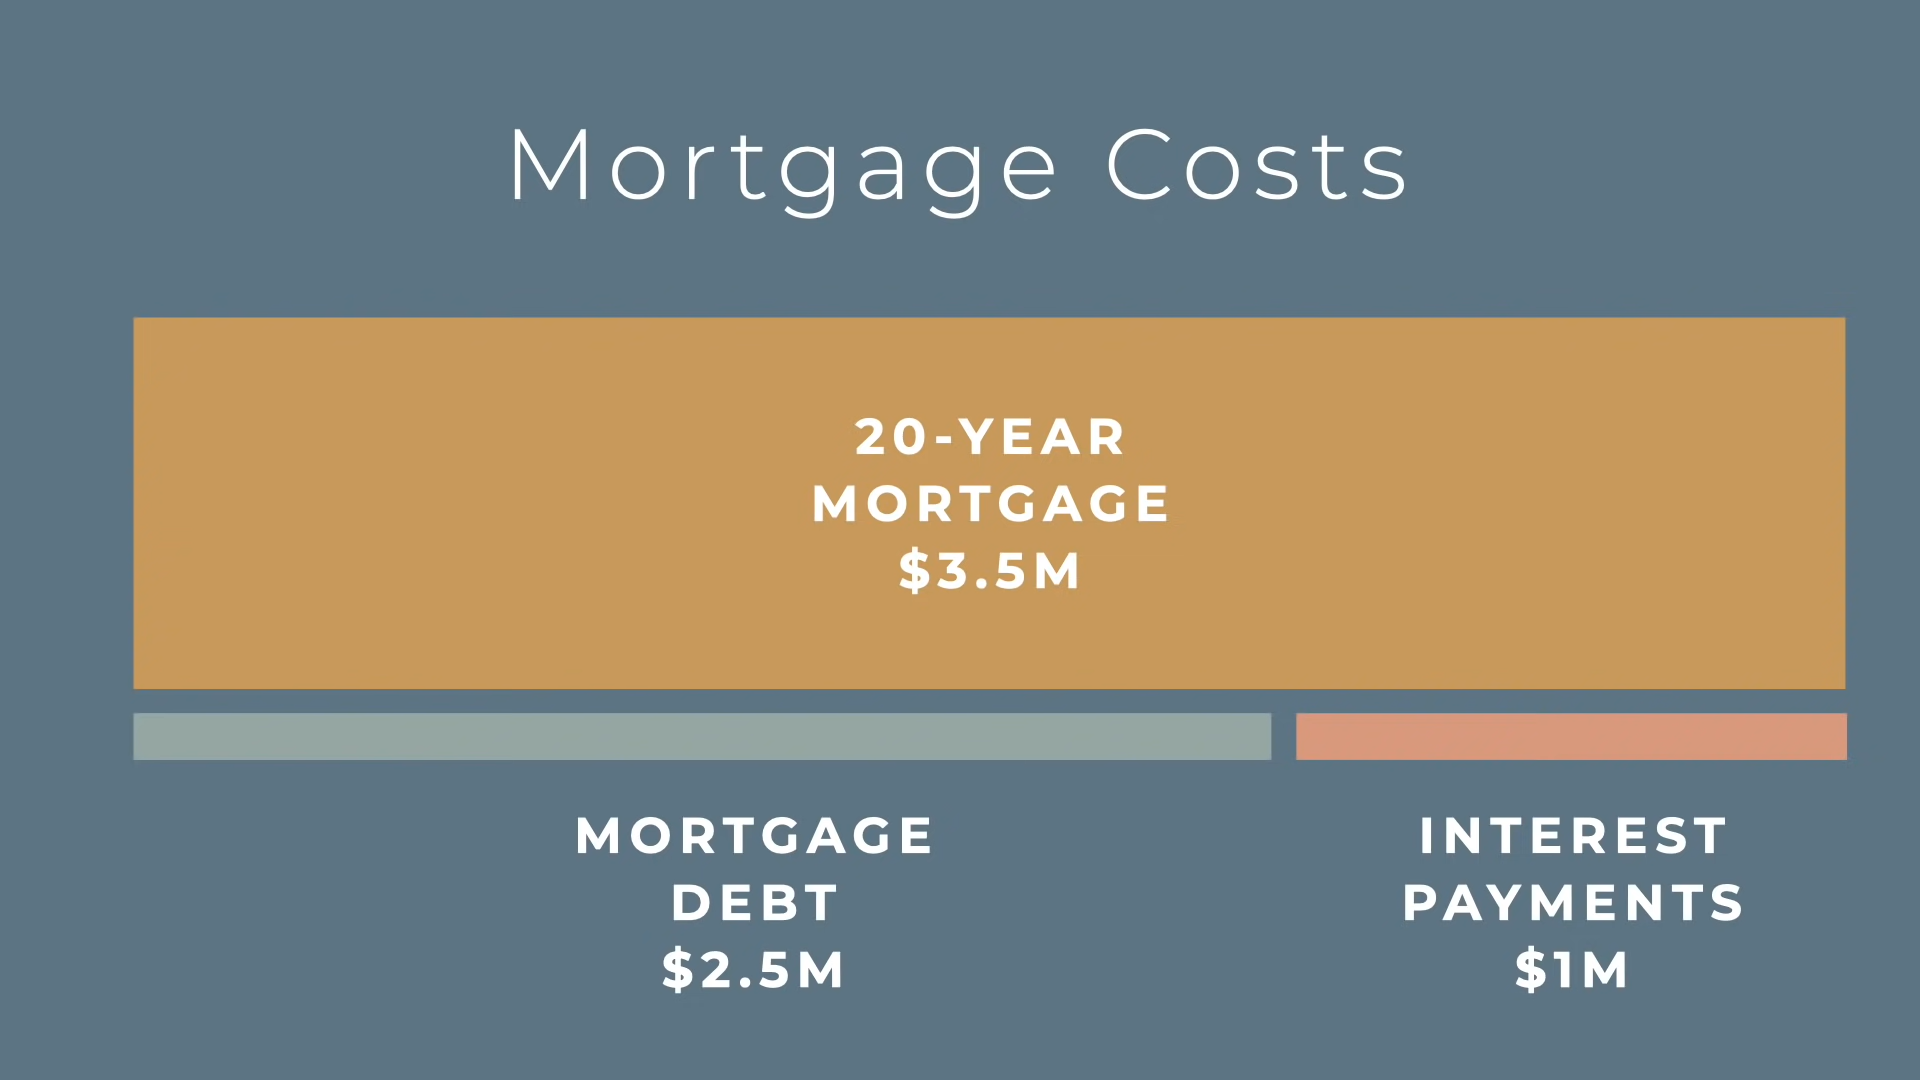 Mortgage Costs
20-YEAR
MORTGAGE
$3.5M
MORTGAGE
DEBT
$2.5M
INTEREST
PAYMENTS
$1M